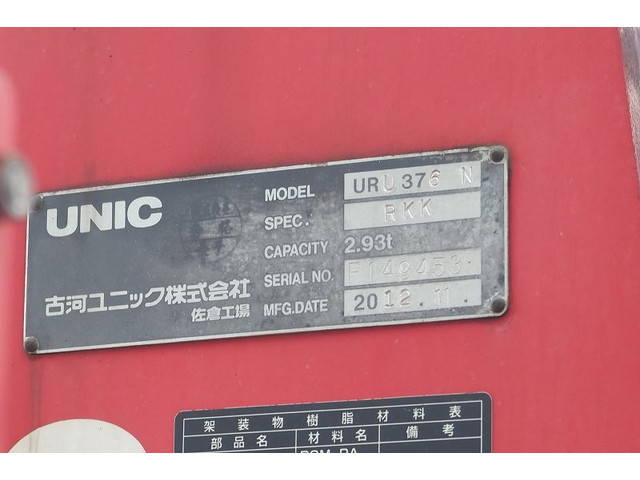 UNIC
MODEL URU376 N
SPEC. RKK
CAPACITY 2.93t
SERIAL NO. F149453
MFG.DATE 2012.11.
古河ユニック株式会社
佐倉工場
架装物樹脂材料表
部品名 材料名 備考